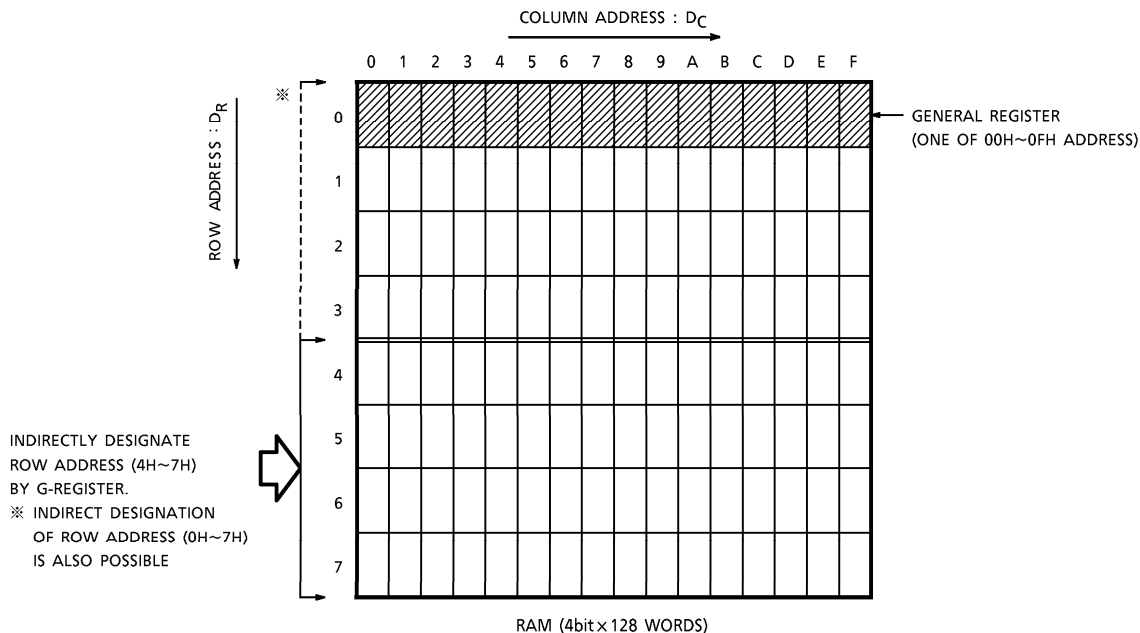 COLUMN ADDRESS : DC
0 1 2 3 4 5 6 7 8 9 A B C D E F
※
ROW ADDRESS : DR
0
1
2
3
4
5
6
7
GENERAL REGISTER
(ONE OF 00H~0FH ADDRESS)
INDIRECTLY DESIGNATE
ROW ADDRESS (4H~7H)
BY G-REGISTER.
※ INDIRECT DESIGNATION
OF ROW ADDRESS (0H~7H)
IS ALSO POSSIBLE
RAM (4bit x 128 WORDS)